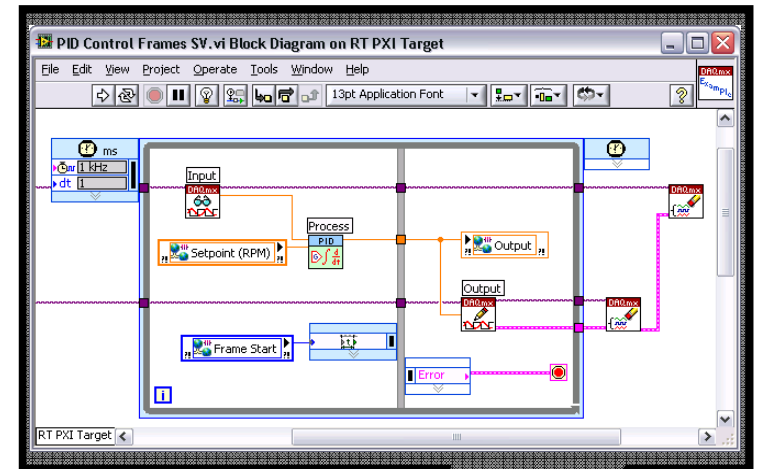 PID Control Frames SV.vi Block Diagram on RT PXI Target
File Edit View Project Operate Tools Window Help
13pt Application Font
DAQmx
Example
ms
1 kHz
dt 1
Input
DAQmx
DAQmx
Process
PID
Setpoint (RPM)
Output
Output
DAQmx
DAQmx
Frame Start
Error
i
RT PXI Target